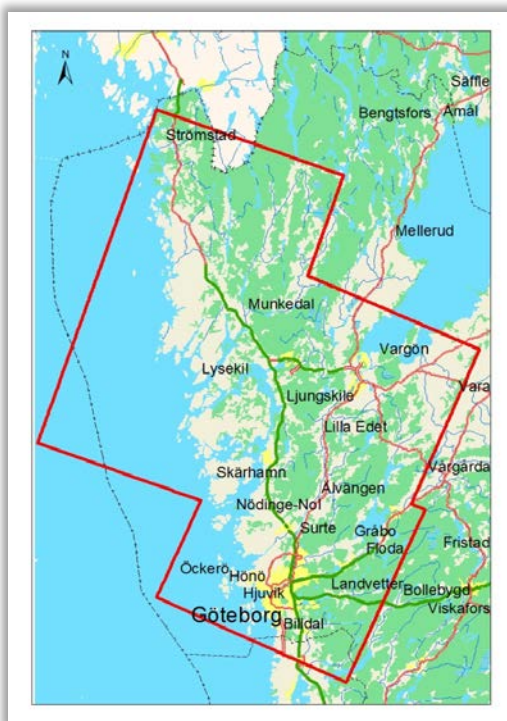 N
Säffle
Bengtsfors
Åmål
Strömstad
Mellerud
Munkedal
Vargön
Lysekil
Vara
Ljungskile
Lilla Edet
Vårgårda
Skärhamn
Älvängen
Nödinge-Nol
Surte
Gråbo
Fristad
Floda
Öckerö
Hönö
Landvetter
Bollebygd
Hjuvik
Viskafors
Göteborg
Billdal